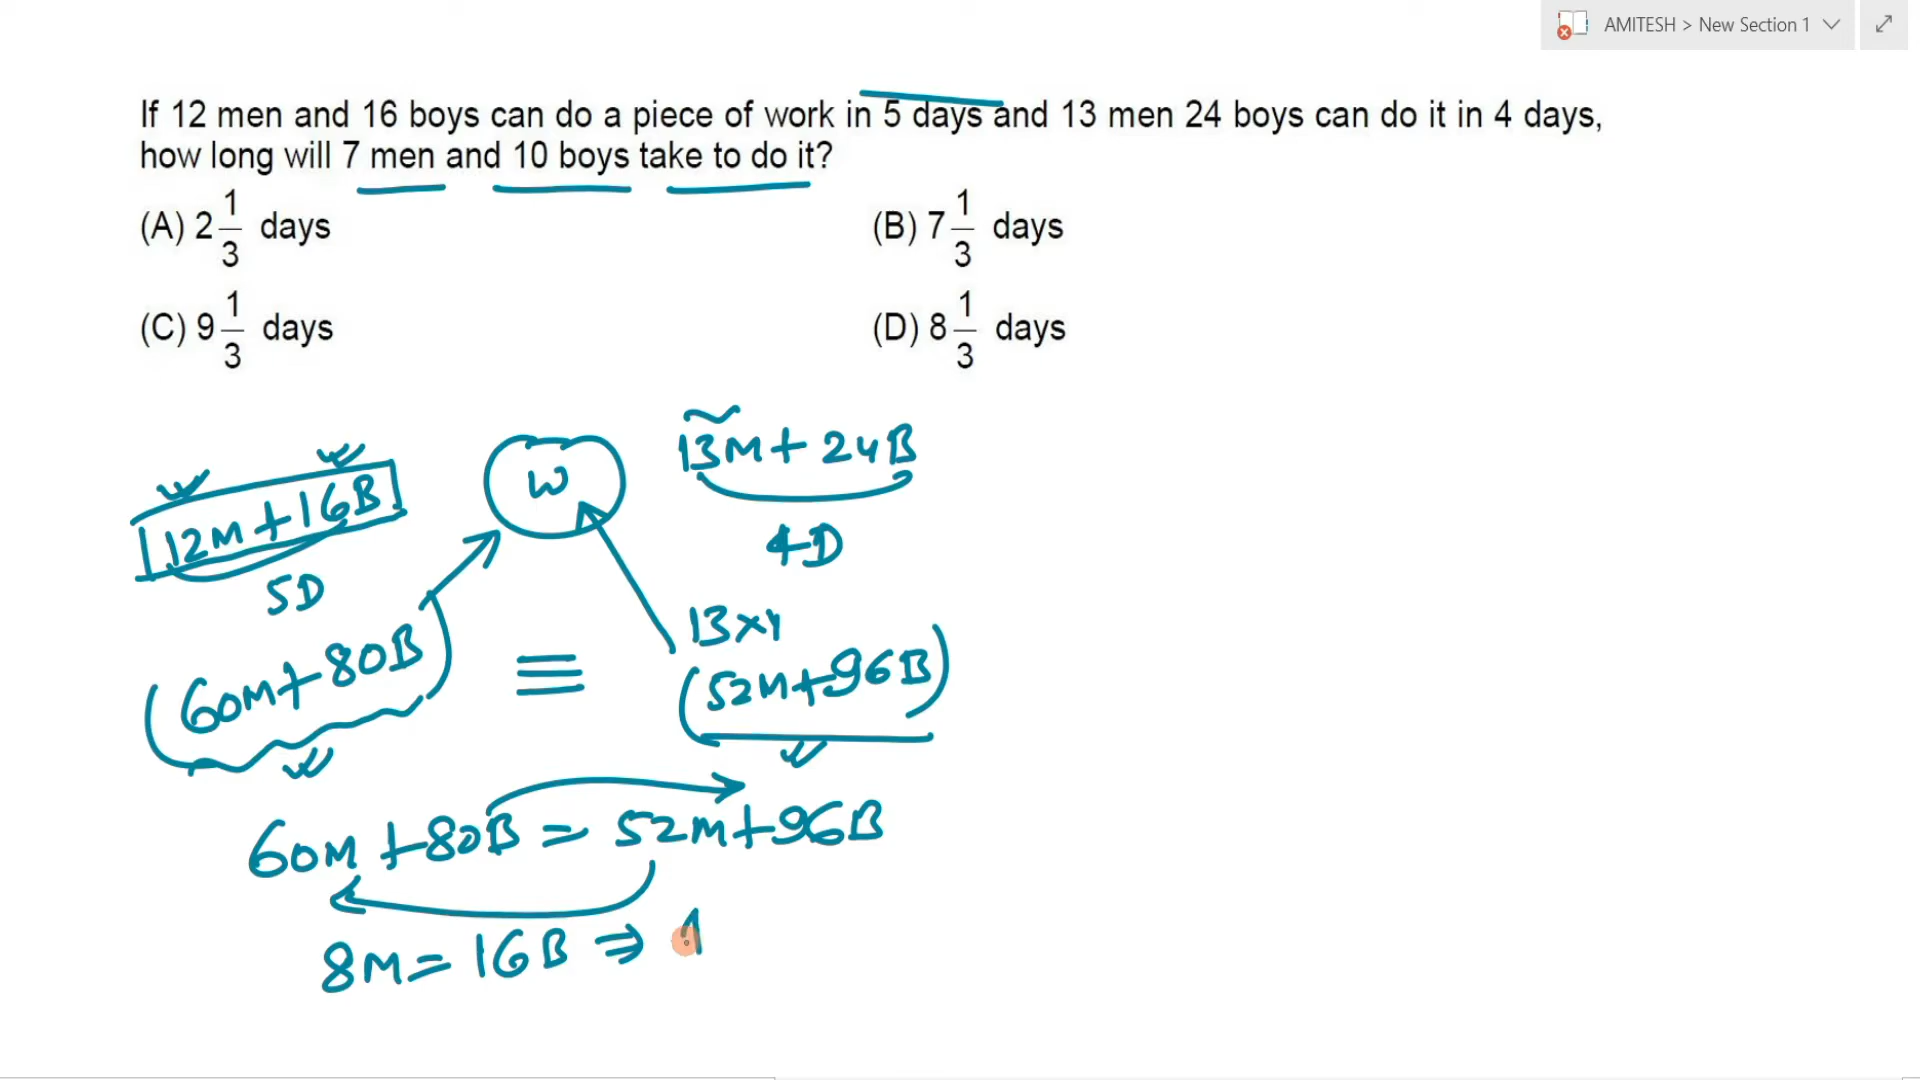 AMITESH > New Section 1
If 12 men and 16 boys can do a piece of work in 5 days and 13 men 24 boys can do it in 4 days,
how long will 7 men and 10 boys take to do it?
(A) 2 1/3 days
(B) 7 1/3 days
(C) 9 1/3 days
(D) 8 1/3 days
12M+16B
5D
W
13M+24B
4D
13×4
(60M+80B) ≡ (52M+96B)
60M+80B = 52M+96B
8M = 16B ⇒